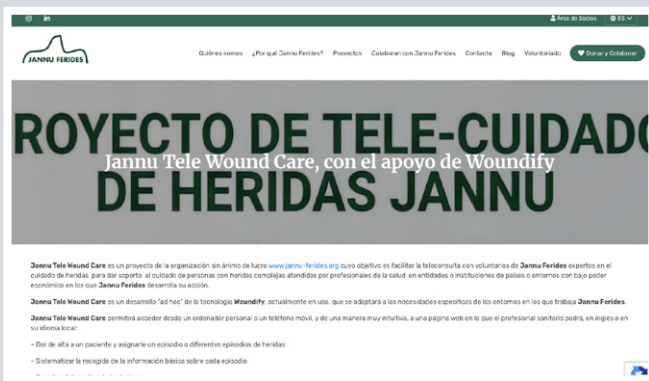 Área de Socios ES
JANNU FERIDES
Quiénes somos ¿Por qué Jannu Ferides? Proyectos Colaboran con Jannu Ferides Contacto Blog Voluntariado Donar y Colaborar
ROYECTO DE TELE-CUIDADO
Jannu Tele Wound Care, con el apoyo de Woundify
DE HERIDAS JANNU
Jannu Tele Wound Care es un proyecto de la organización sin ánimo de lucro www.jannu-ferides.org cuyo objetivo es facilitar la teleconsulta con voluntarios de Jannu Ferides expertos en el
cuidado de heridas para dar soporte al cuidado de personas con heridas complejas atendidas por profesionales de la salud en entidades o instituciones de países o entornos con bajo poder
económico en los que Jannu Ferides desarrolla su acción.
Jannu Tele Wound Care es un desarrollo "ad hoc" de la tecnología Woundify, actualmente en uso, que se adaptará a las necesidades específicas de los entornos en los que trabaja Jannu Ferides.
Jannu Tele Wound Care permitirá acceder desde un ordenador personal o un teléfono móvil, y de una manera muy intuitiva, a una página web en la que el profesional sanitario podrá, en inglés o en
su idioma local:
– Dar de alta a un paciente y asignarle un episodio o diferentes episodios de heridas
– Sistematizar la recogida de la información básica sobre cada episodio